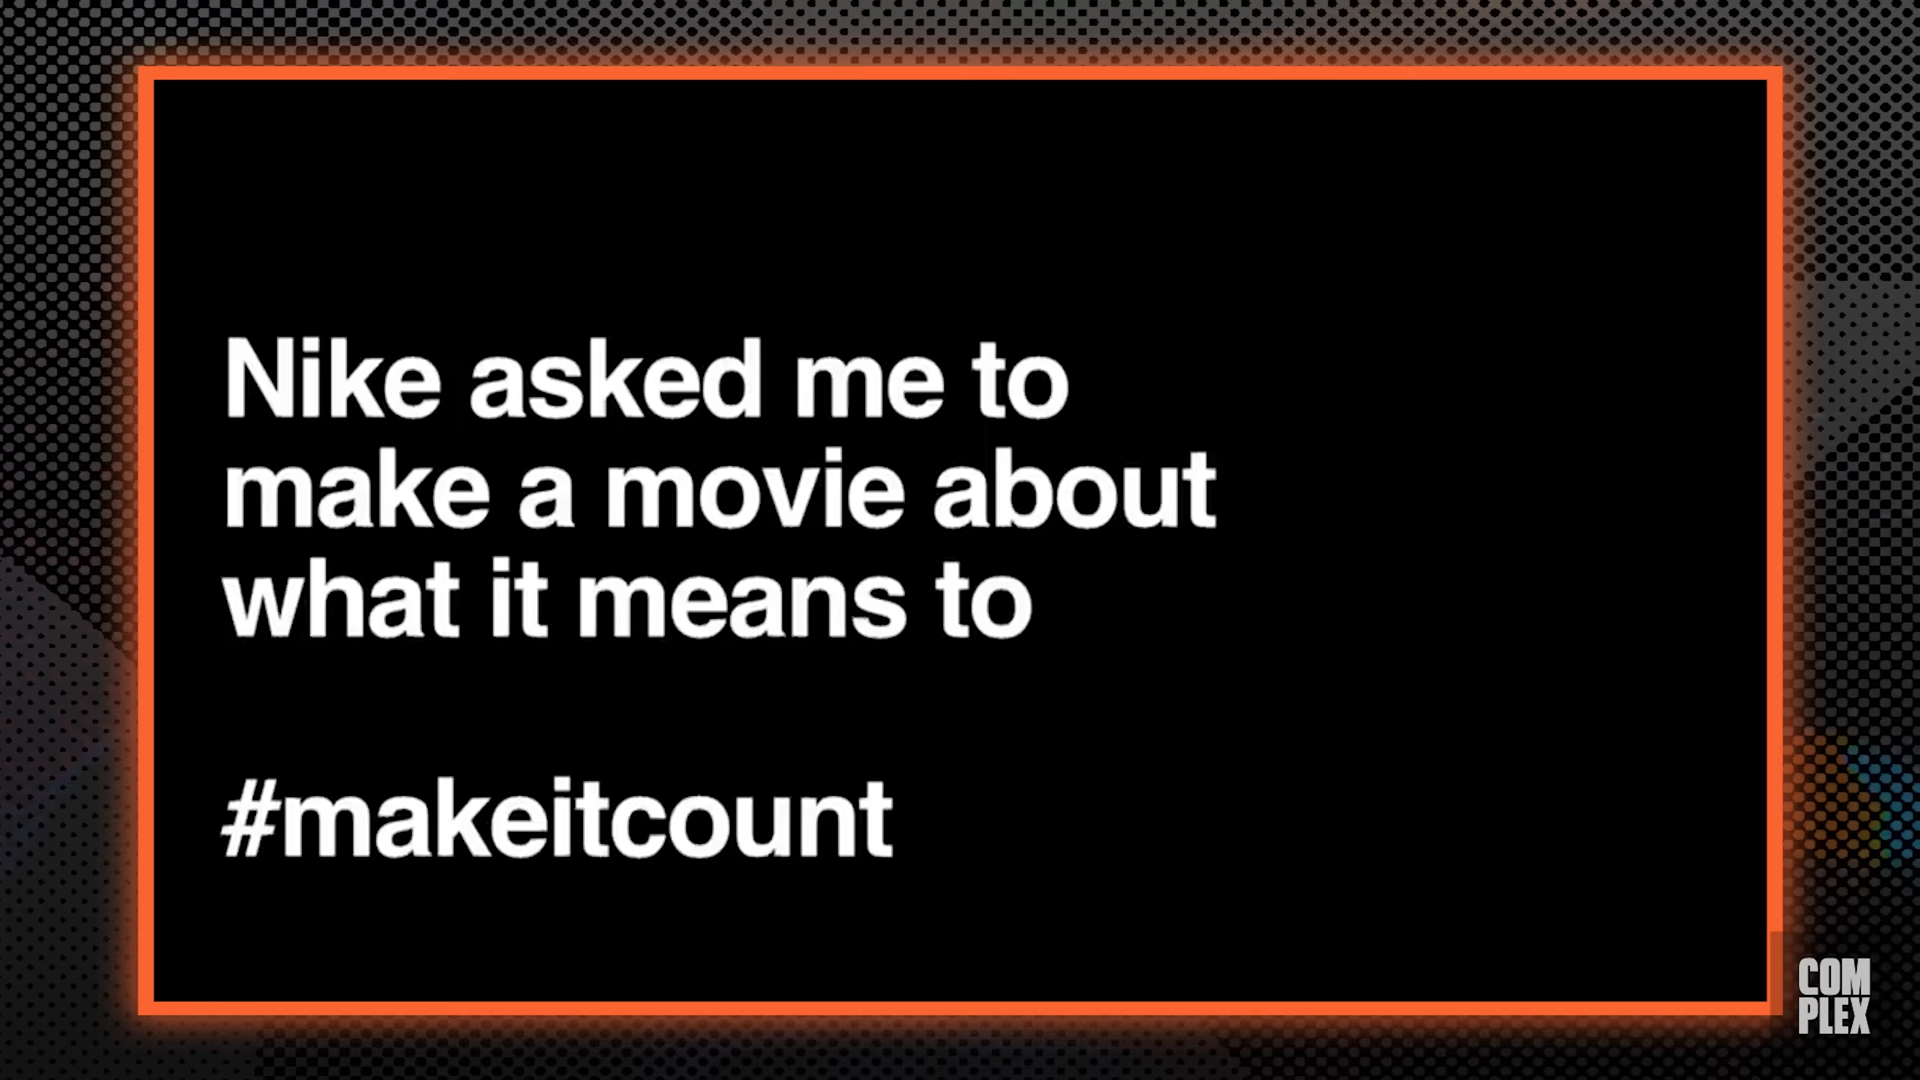 Nike asked me to
make a movie about
what it means to
#makeitcount
COM
PLEX